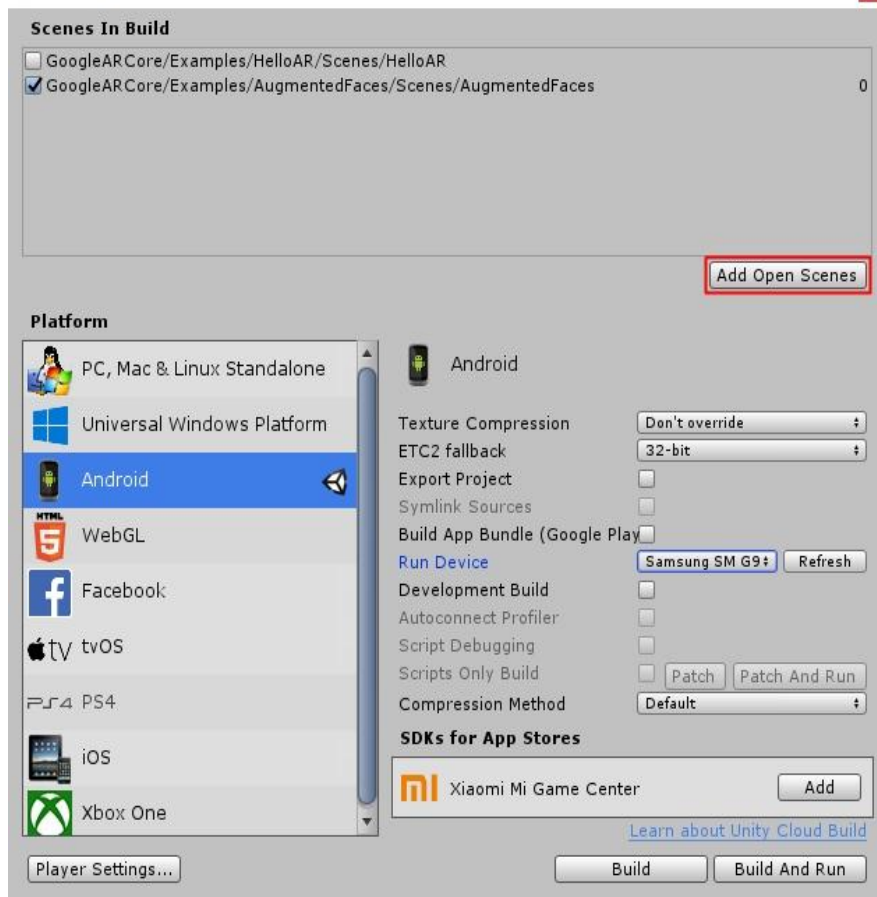 Scenes In Build
GoogleARCore/Examples/HelloAR/Scenes/HelloAR
GoogleARCore/Examples/AugmentedFaces/Scenes/AugmentedFaces 0
Add Open Scenes
Platform
PC, Mac & Linux Standalone
Universal Windows Platform
Android
HTML
5 WebGL
Facebook
tv tvOS
PS4 PS4
iOS
Xbox One
Android
Texture Compression Don't override
ETC2 fallback 32-bit
Export Project
Symlink Sources
Build App Bundle (Google Play
Run Device Samsung SM G9 Refresh
Development Build
Autoconnect Profiler
Script Debugging
Scripts Only Build Patch Patch And Run
Compression Method Default
SDKs for App Stores
MI Xiaomi Mi Game Center Add
Learn about Unity Cloud Build
Player Settings... Build Build And Run